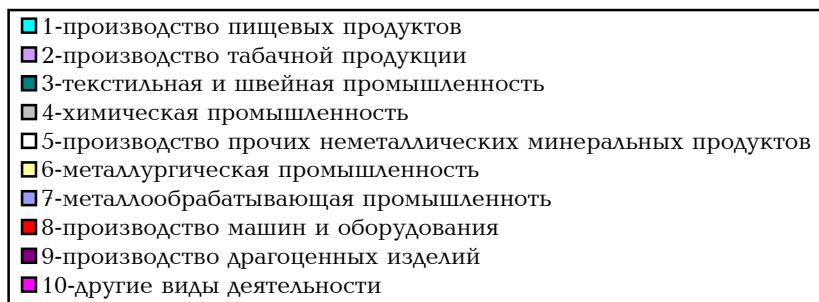 1-производство пищевых продуктов
2-производство табачной продукции
3-текстильная и швейная промышленность
4-химическая промышленность
5-производство прочих неметаллических минеральных продуктов
6-металлургическая промышленность
7-металлообрабатывающая промышленноть
8-производство машин и оборудования
9-производство драгоценных изделий
10-другие виды деятельности